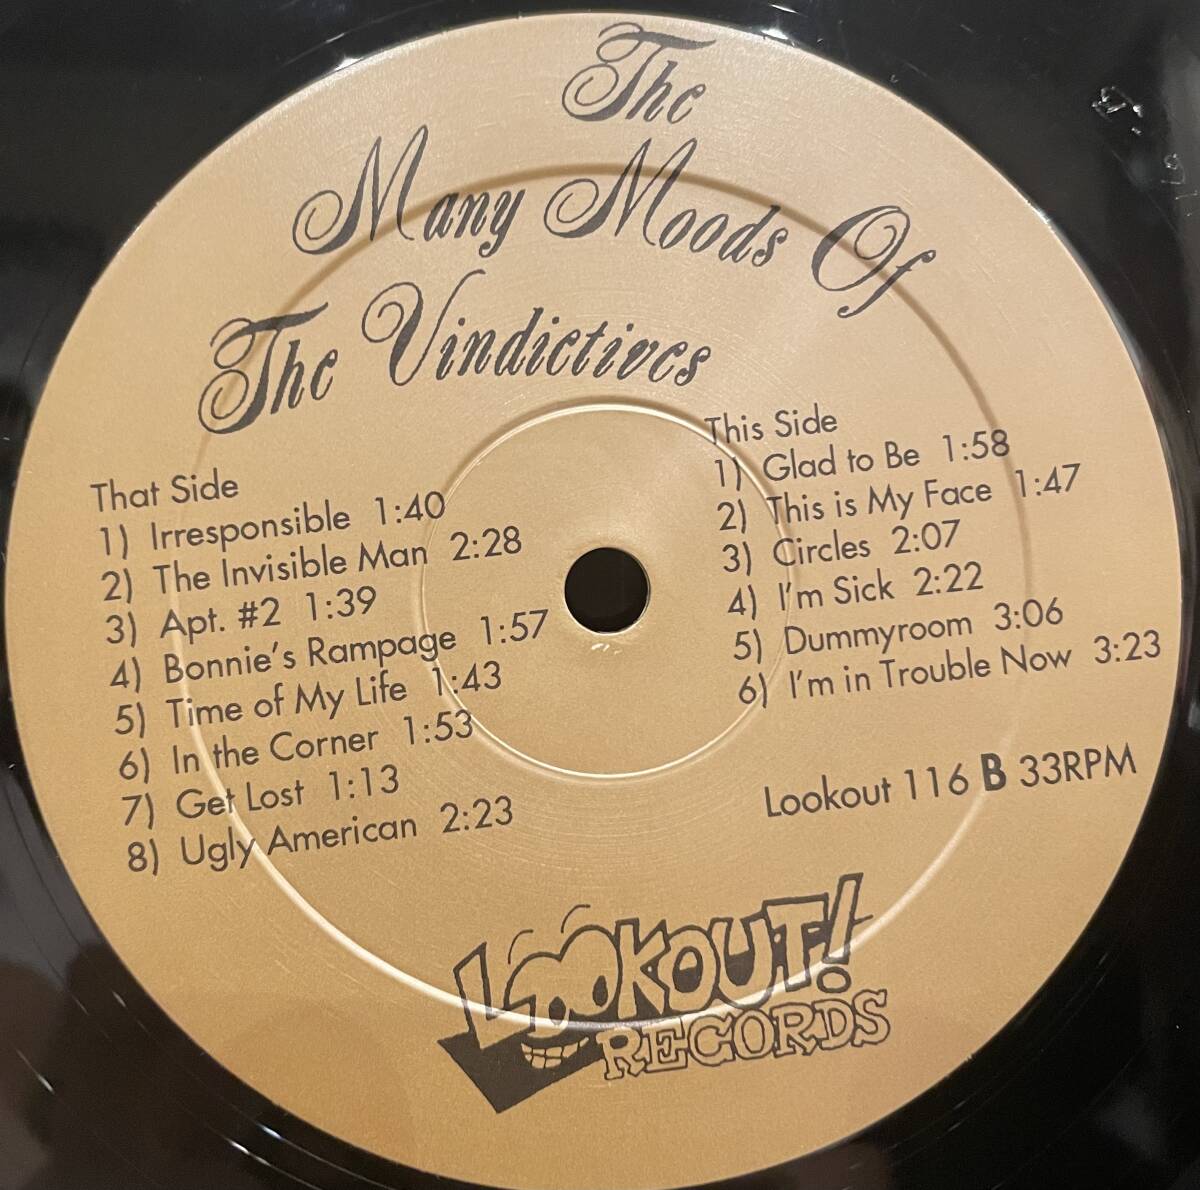 The
Many Moods Of
The Vindictives
That Side
1) Irresponsible 1:40
2) The Invisible Man 2:28
3) Apt. #2 1:39
4) Bonnie's Rampage 1:57
5) Time of My Life 1:43
6) In the Corner 1:53
7) Get Lost 1:13
8) Ugly American 2:23
This Side
1) Glad to Be 1:58
2) This is My Face 1:47
3) Circles 2:07
4) I'm Sick 2:22
5) Dummyroom 3:06
6) I'm in Trouble Now 3:23
Lookout 116 B 33RPM
LOOKOUT!
RECORDS